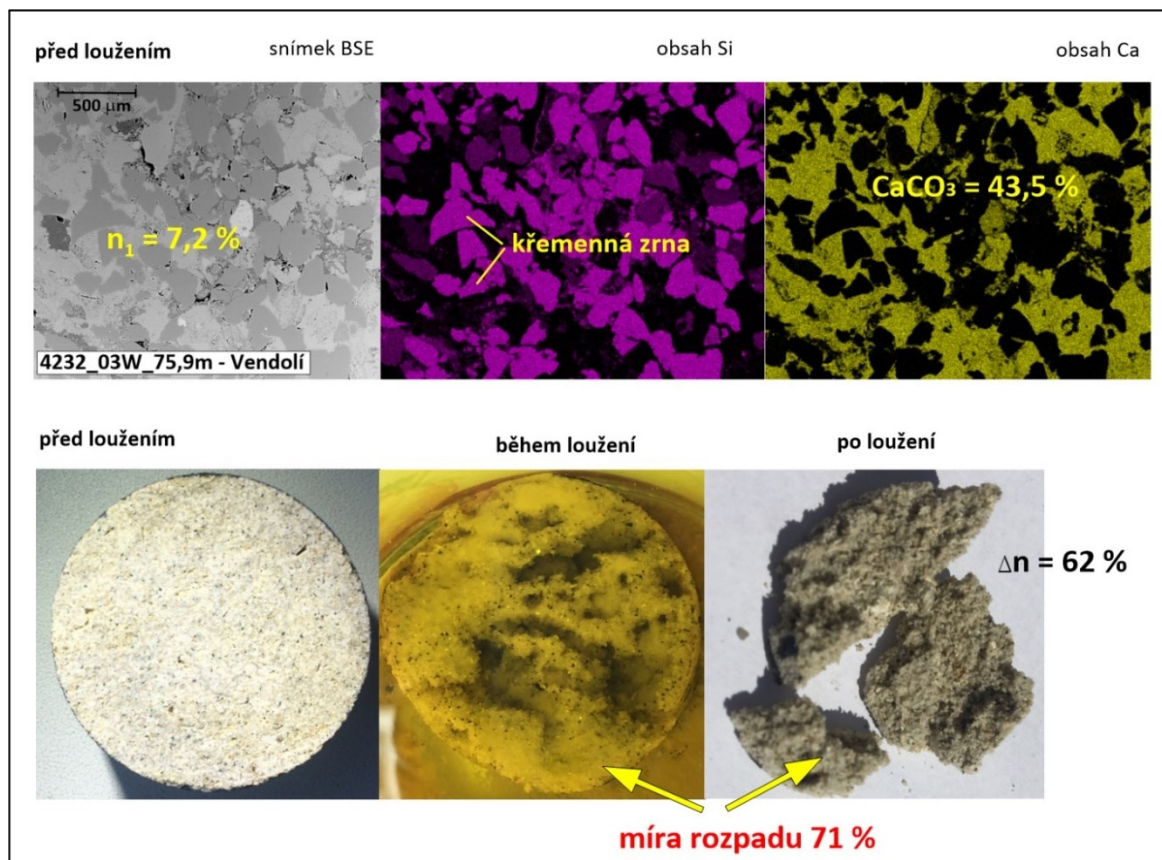 před loužením
snímek BSE
obsah Si
obsah Ca
500 μm
CaCO₃ = 43,5 %
n₁ = 7,2 %
křemenná zrna
4232_03W_75,9m - Vendolí
před loužením
během loužení
po loužení
Δn = 62 %
míra rozpadu 71 %